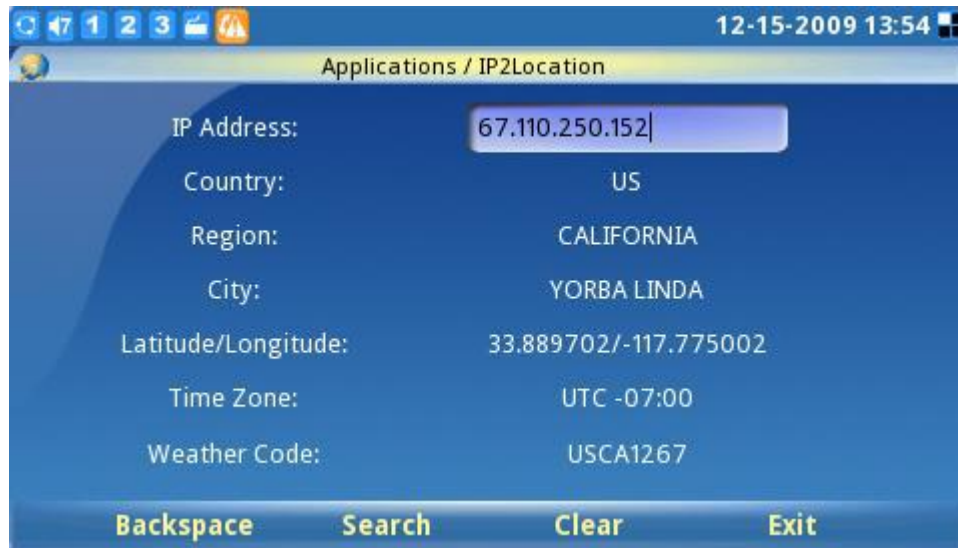 7 1 2 3 12-15-2009 13:54
Applications / IP2Location
IP Address: 67.110.250.152
Country: US
Region: CALIFORNIA
City: YORBA LINDA
Latitude/Longitude: 33.889702/-117.775002
Time Zone: UTC -07:00
Weather Code: USCA1267
Backspace Search Clear Exit